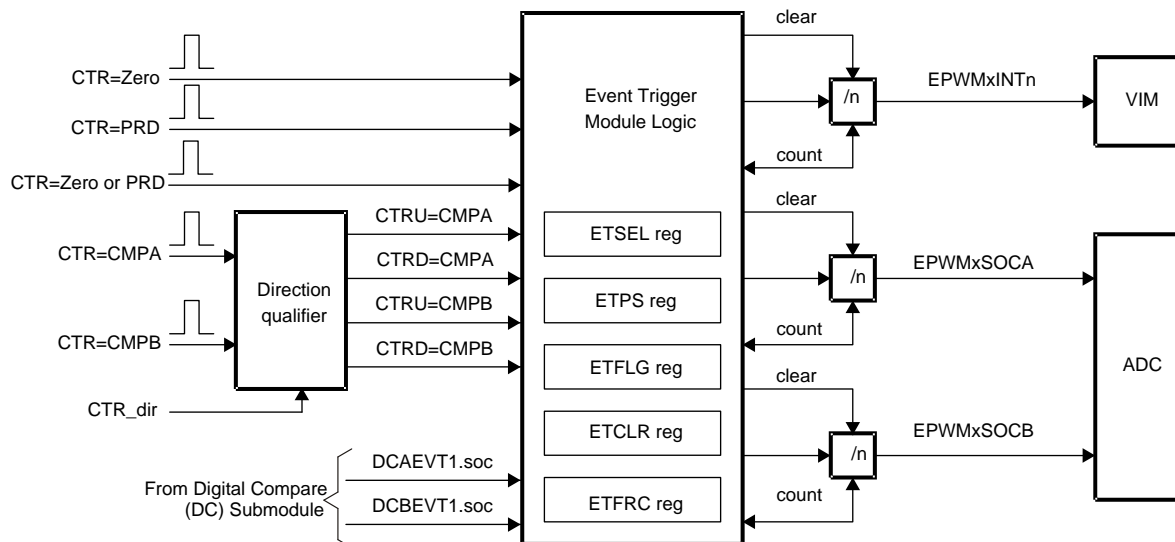 clear
CTR=Zero
Event Trigger
Module Logic
/n
EPWMxINTn
VIM
CTR=PRD
count
CTR=Zero or PRD
clear
CTRU=CMPA
ETSEL reg
CTR=CMPA
CTRD=CMPA
/n
EPWMxSOCA
Direction
qualifier
CTRU=CMPB
ETPS reg
count
CTR=CMPB
CTRD=CMPB
ETFLG reg
ADC
clear
CTR_dir
ETCLR reg
/n
EPWMxSOCB
DCAEVT1.soc
From Digital Compare
(DC) Submodule
DCBEVT1.soc
ETFRC reg
count